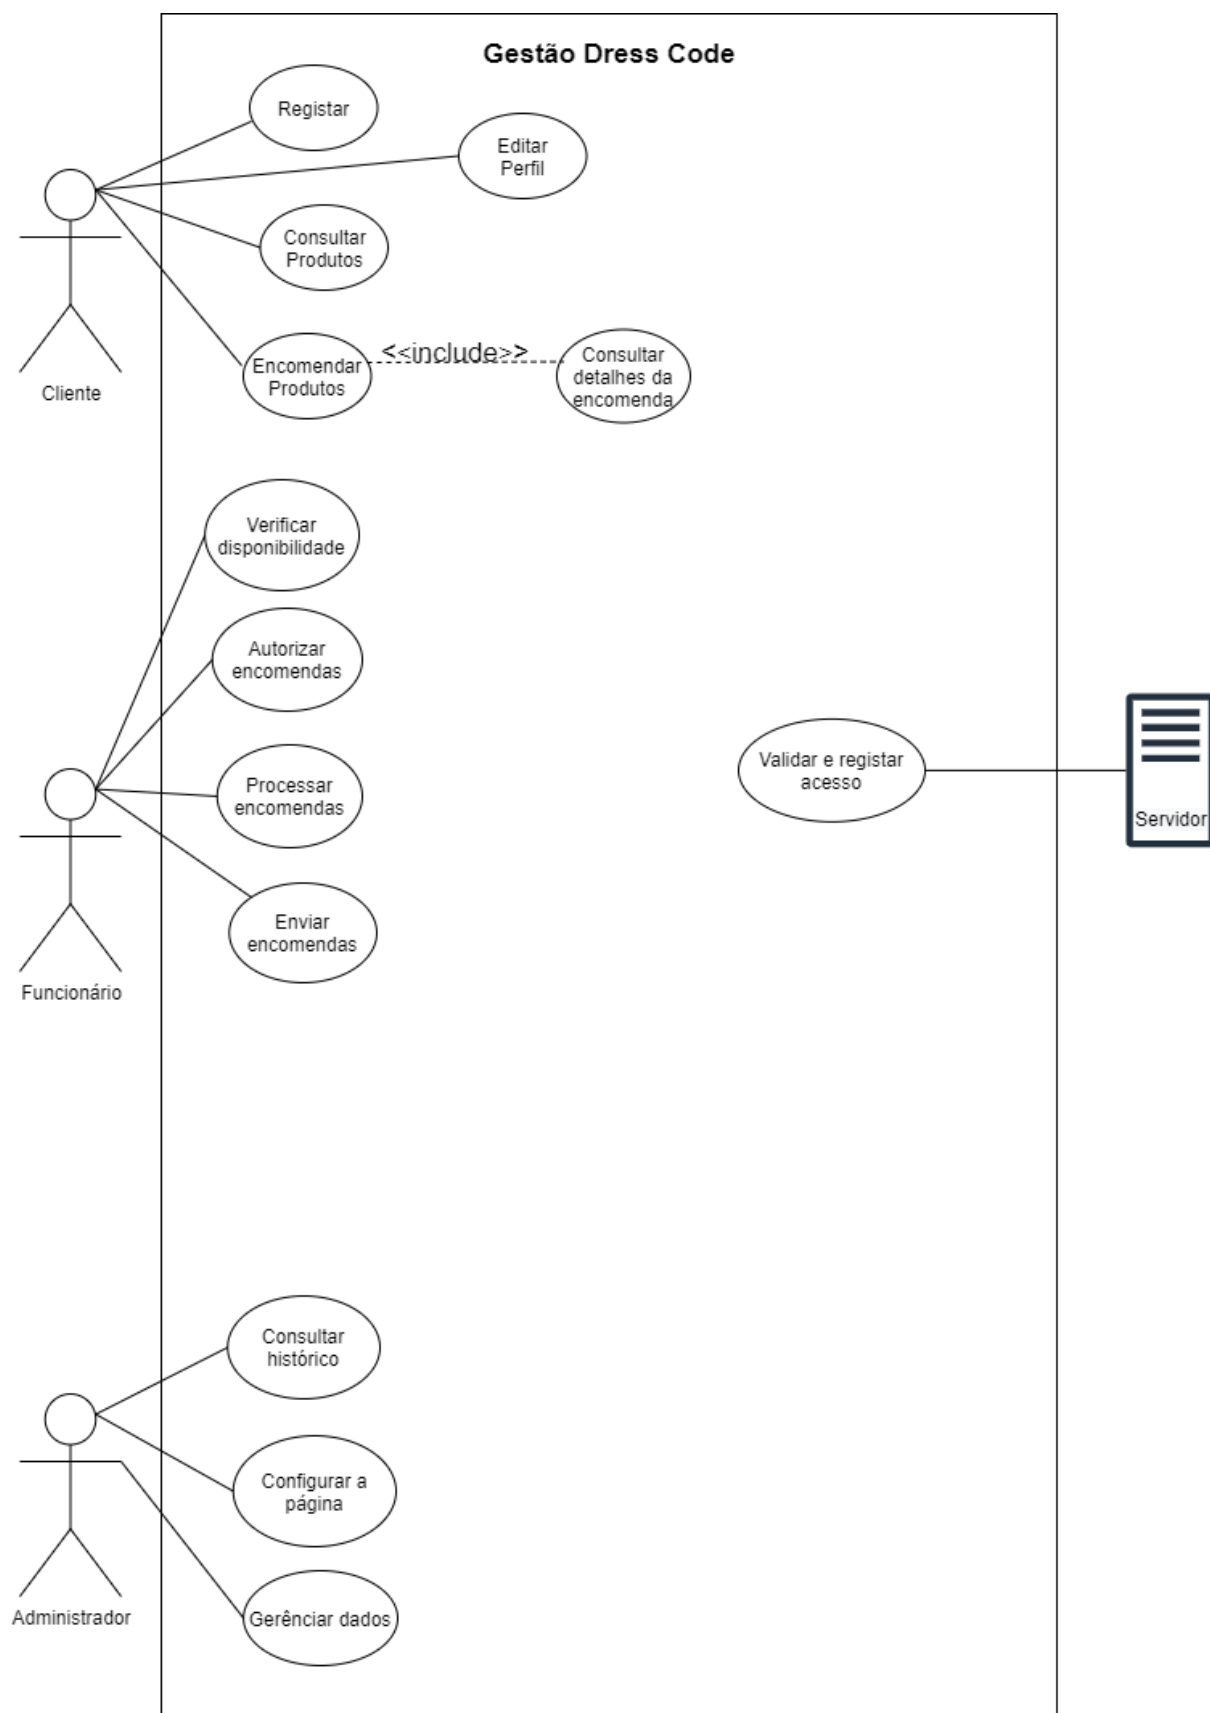 Gestão Dress Code
Registar
Editar
Perfil
Consultar
Produtos
Encomendar
Produtos
<<include>>
Consultar
detalhes da
encomenda
Cliente
Verificar
disponibilidade
Autorizar
encomendas
Processar
encomendas
Enviar
encomendas
Funcionário
Validar e registar
acesso
Servidor
Consultar
histórico
Configurar a
página
Gerênciar dados
Administrador